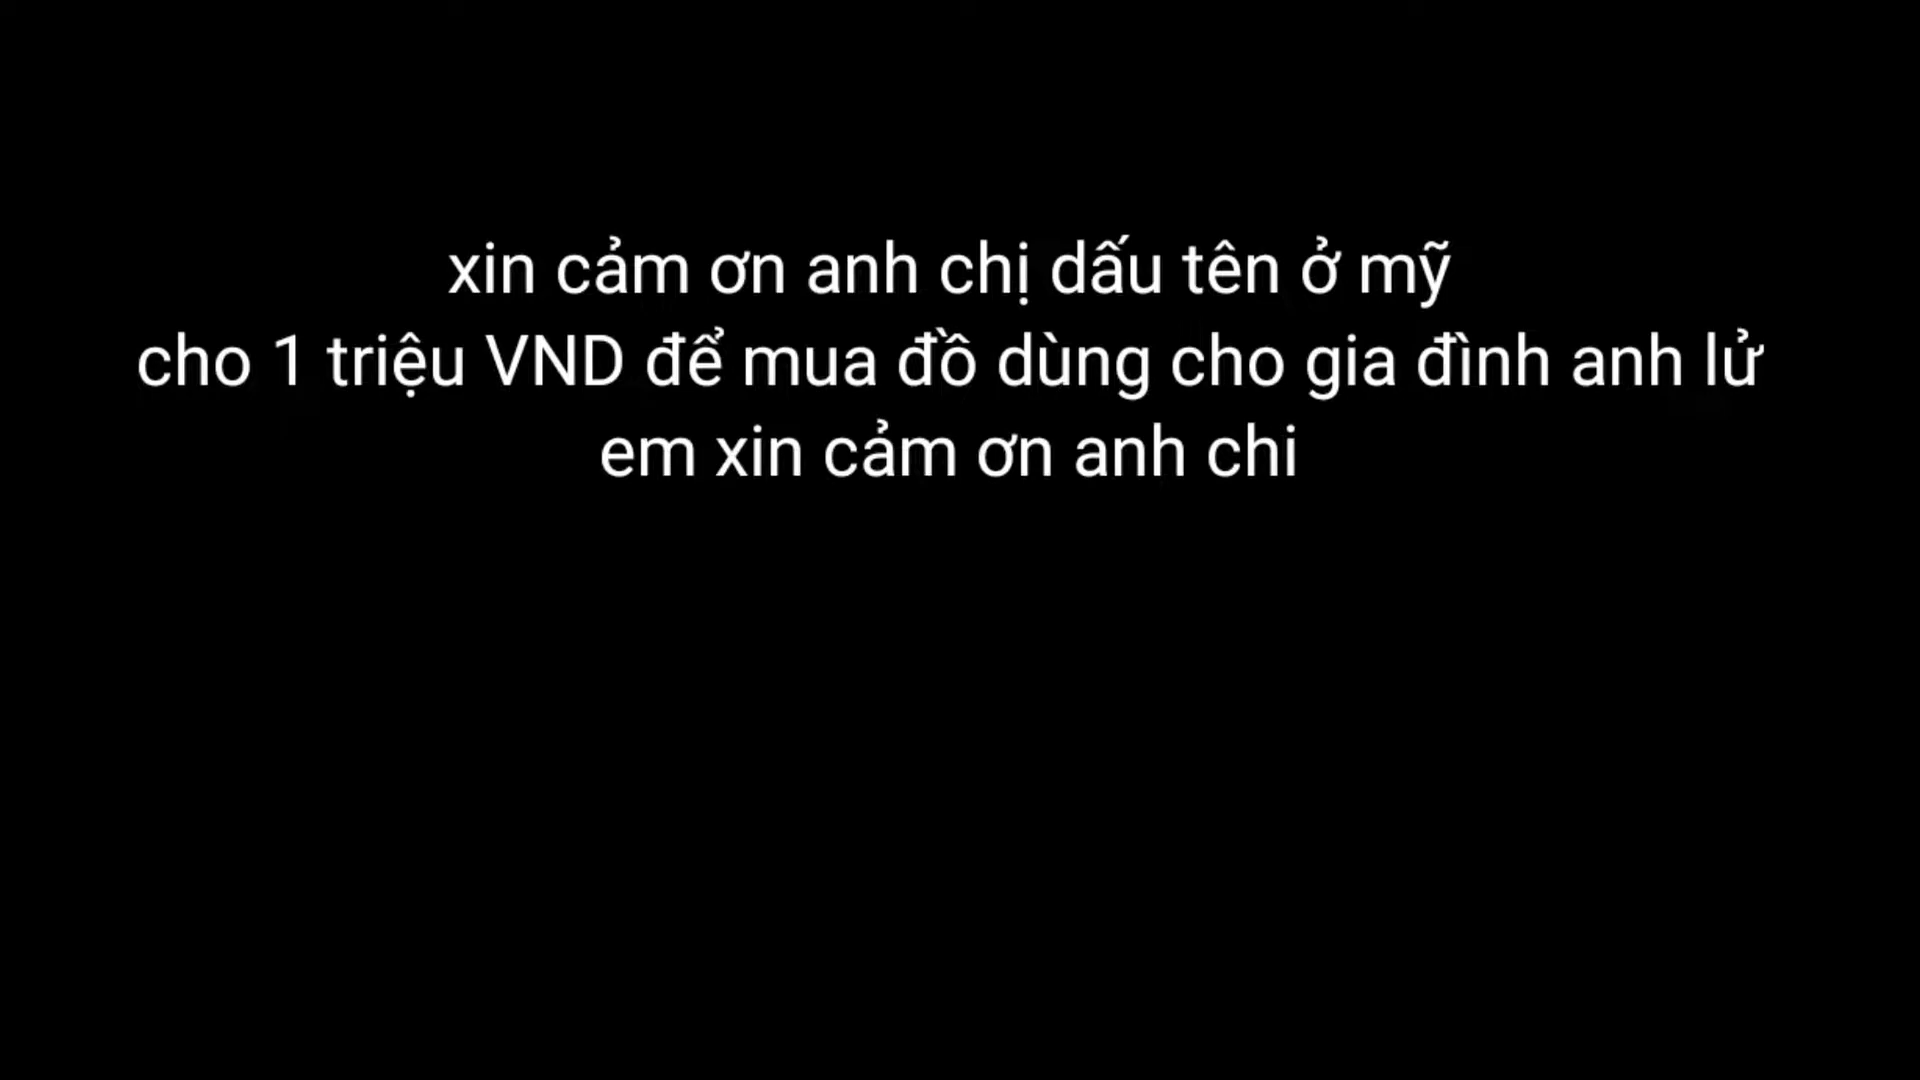 xin cảm ơn anh chị dấu tên ở mỹ
cho 1 triệu VND để mua đồ dùng cho gia đình anh lử
em xin cảm ơn anh chi